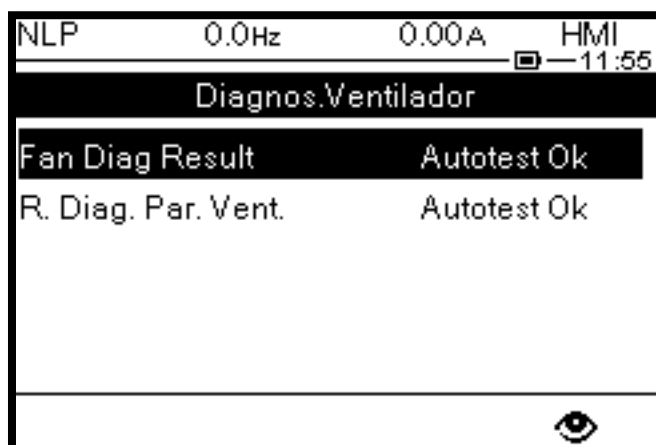 NLP 0.0Hz 0.00A HMI
11:55
Diagnos.Ventilador
Fan Diag Result Autotest Ok
R. Diag. Par. Vent. Autotest Ok